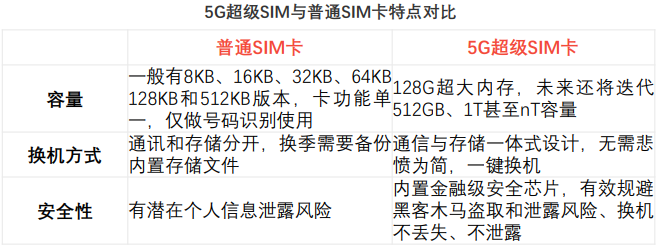 5G超级SIM与普通SIM卡特点对比
普通SIM卡
5G超级SIM卡
容量
一般有8KB、16KB、32KB、64KB
128KB和512KB版本，卡功能单
一，仅做号码识别使用
128G超大内存，未来还将迭代
512GB、1T甚至nT容量
换机方式
通讯和存储分开，换季需要备份
内置存储文件
通信与存储一体式设计，无需悲
愤为简，一键换机
安全性
有潜在个人信息泄露风险
内置金融级安全芯片，有效规避
黑客木马盗取和泄露风险、换机
不丢失、不泄露